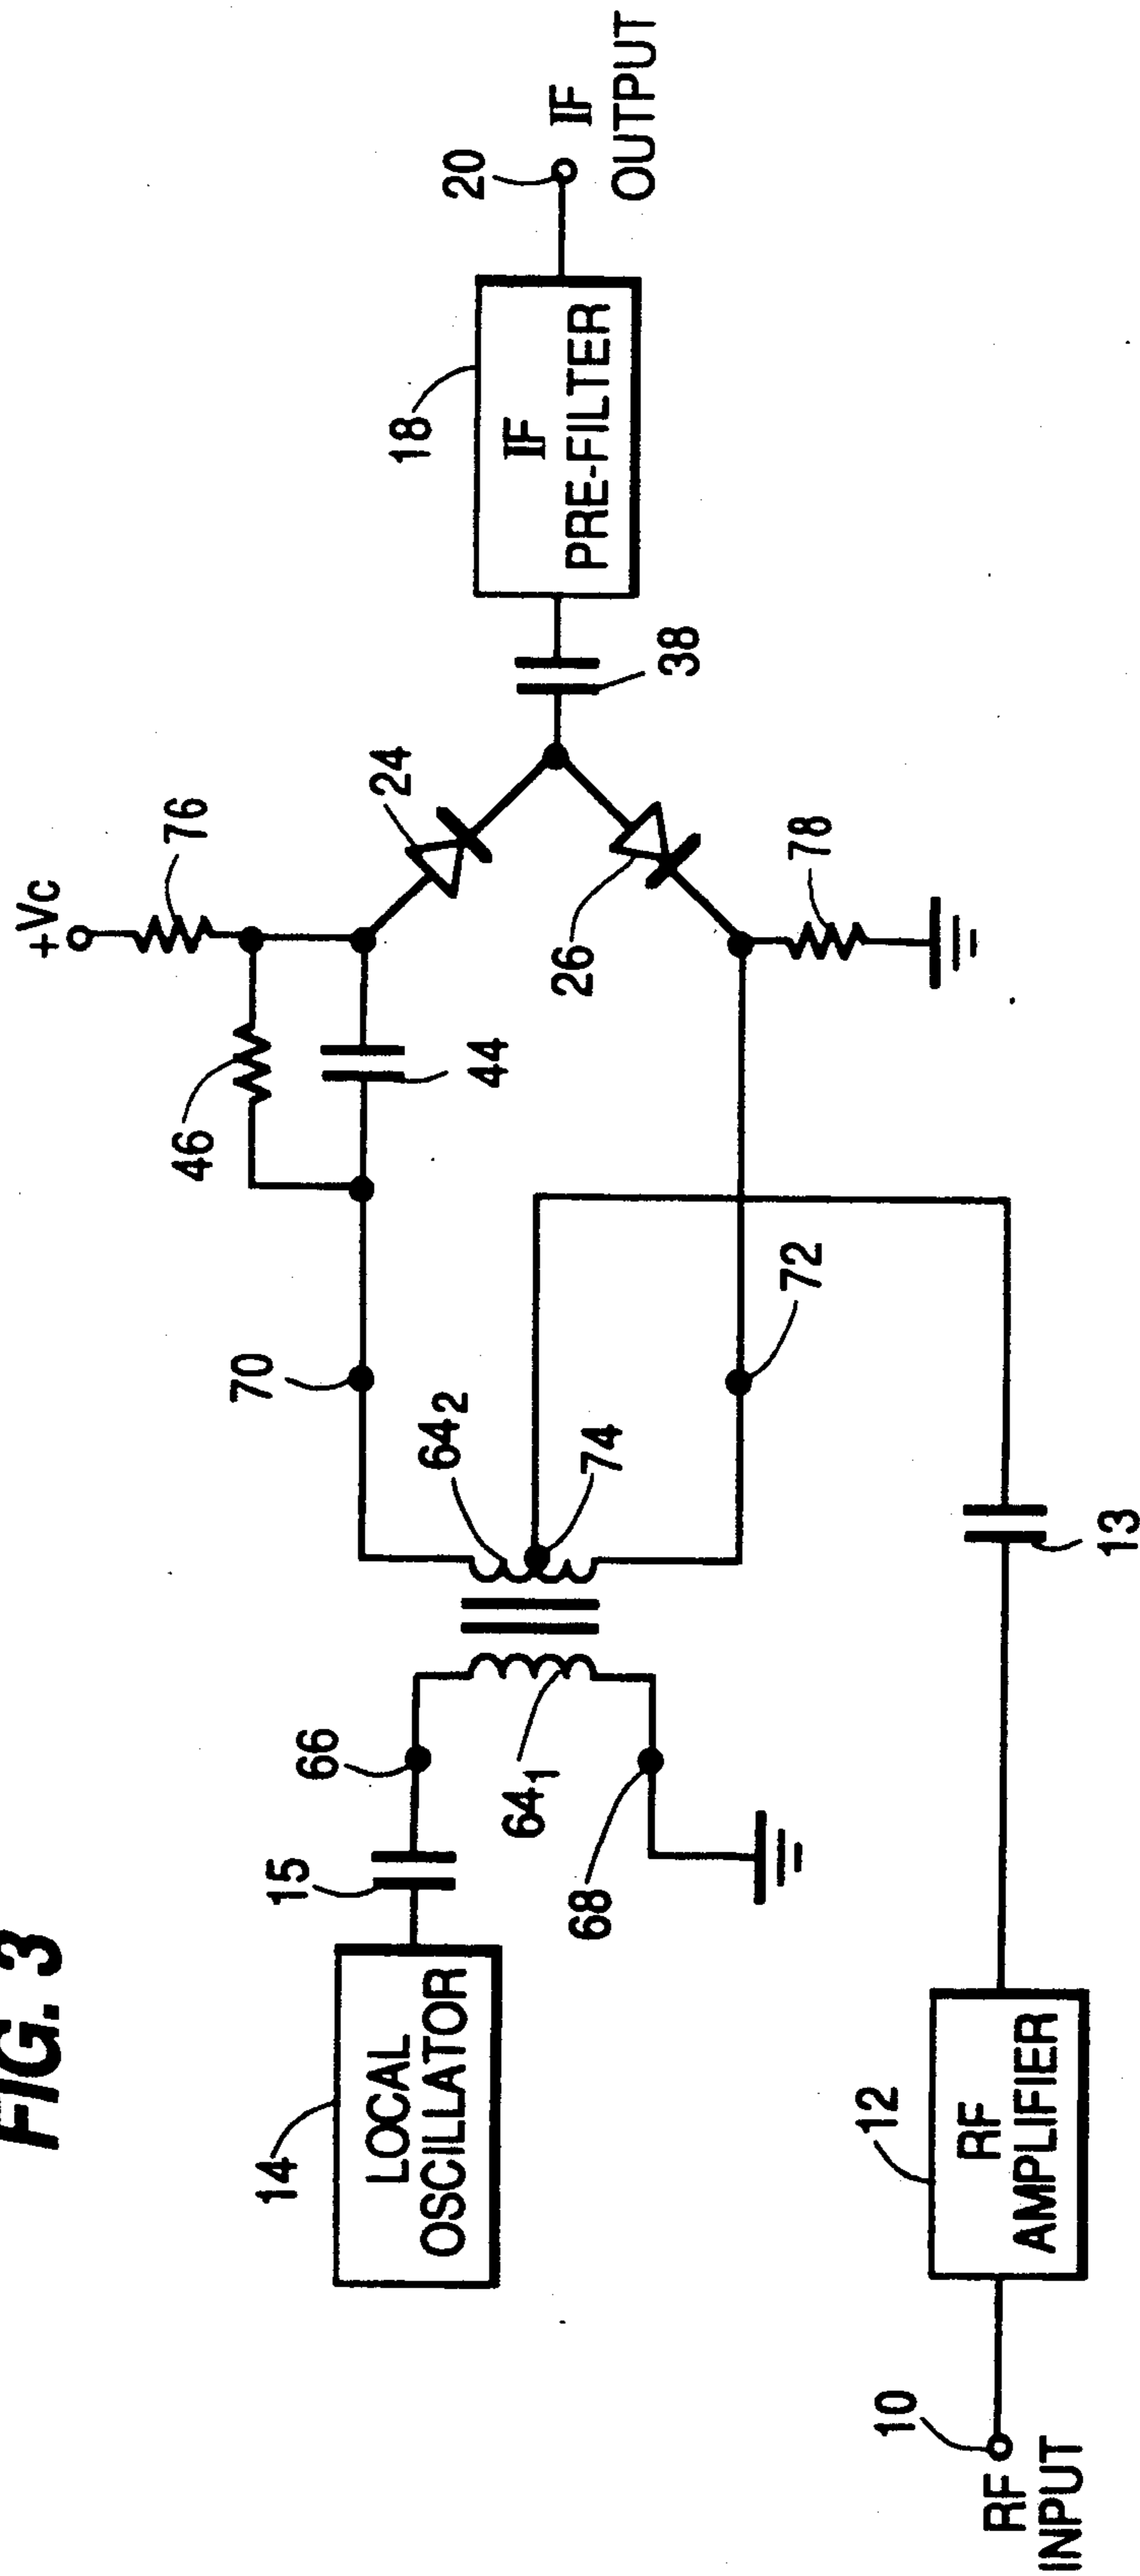 FIG. 3
+Vc
76
46
44
24
26
78
70
72
64₂
74
64₁
66
68
15
14
LOCAL
OSCILLATOR
38
18
IF
PRE-FILTER
20
IF
OUTPUT
13
12
RF
AMPLIFIER
10
RF
INPUT